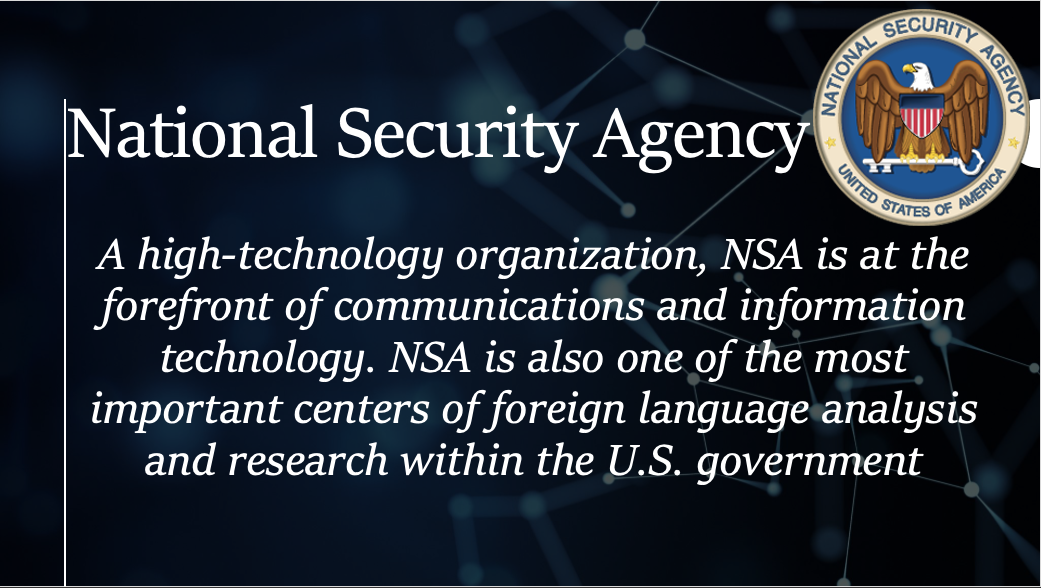 National Security Agency
NATIONAL SECURITY AGENCY
UNITED STATES OF AMERICA
A high-technology organization, NSA is at the
forefront of communications and information
technology. NSA is also one of the most
important centers of foreign language analysis
and research within the U.S. government